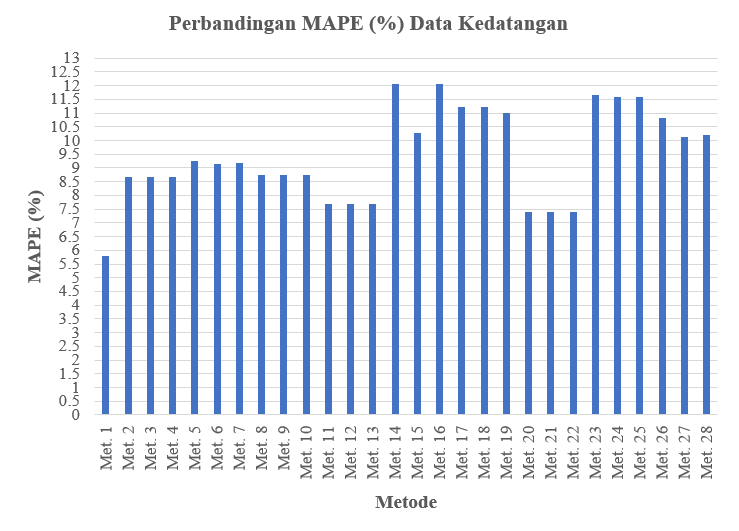 Perbandingan MAPE (%) Data Kedatangan
13
12.5
12
11.5
11
10.5
10
9.5
9
8.5
8
7.5
7
6.5
6
5.5
5
4.5
4
3.5
3
2.5
2
1.5
1
0.5
0
MAPE (%)
Met. 1
Met. 2
Met. 3
Met. 4
Met. 5
Met. 6
Met. 7
Met. 8
Met. 9
Met. 10
Met. 11
Met. 12
Met. 13
Met. 14
Met. 15
Met. 16
Met. 17
Met. 18
Met. 19
Met. 20
Met. 21
Met. 22
Met. 23
Met. 24
Met. 25
Met. 26
Met. 27
Met. 28
Metode